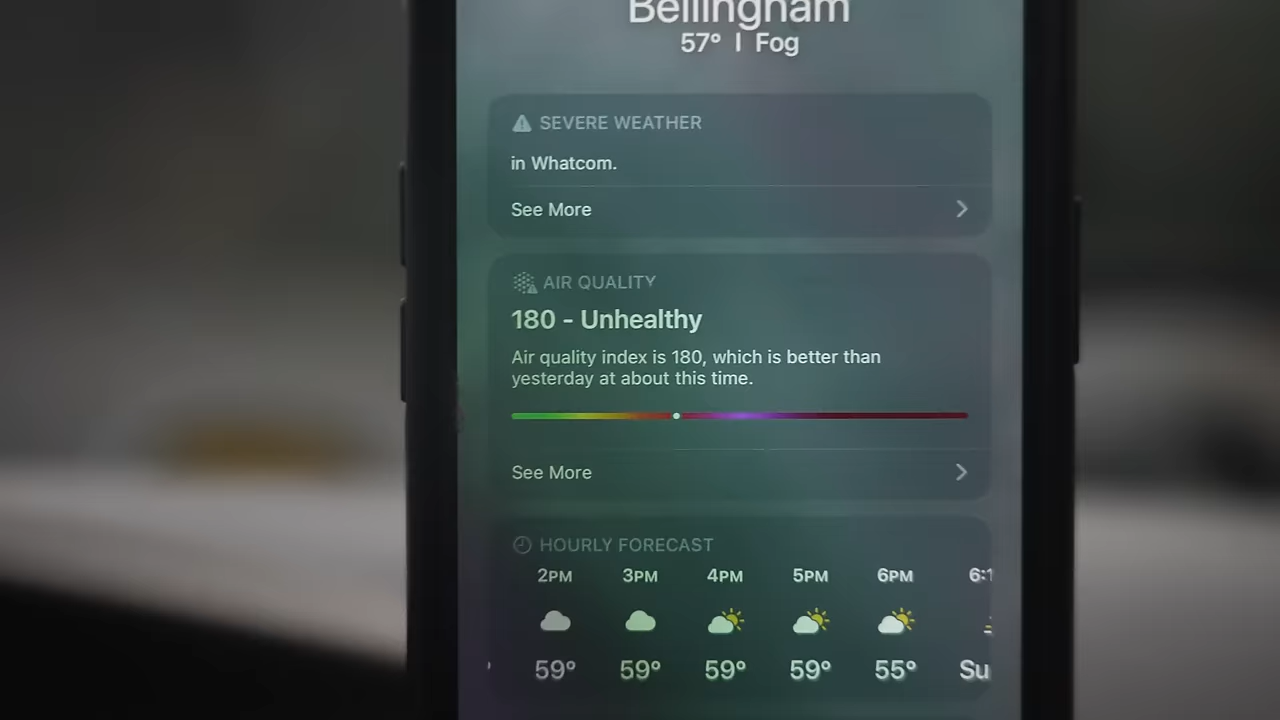 Bellingham
57° | Fog
SEVERE WEATHER
in Whatcom.
See More
AIR QUALITY
180 - Unhealthy
Air quality index is 180, which is better than
yesterday at about this time.
See More
HOURLY FORECAST
2PM 3PM 4PM 5PM 6PM 6:1
59° 59° 59° 59° 55° Su